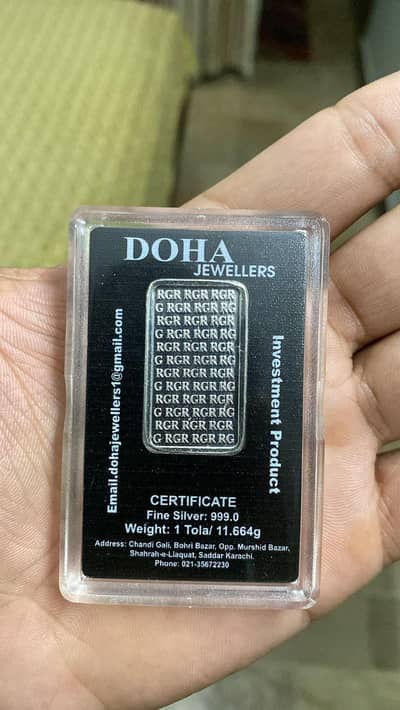 DOHA
JEWELLERS
RGR RGR RGR
G RGR RGR RG
RGR RGR RGR
G RGR RGR RG
RGR RGR RGR
G RGR RGR RG
RGR RGR RGR
G RGR RGR RG
RGR RGR RGR
G RGR RGR RG
RGR RGR RGR
G RGR RGR RG
Email.dohajewellers1@gmail.com
Investment Product
CERTIFICATE
Fine Silver: 999.0
Weight: 1 Tola/ 11.664g
Address: Chandi Gali, Bohri Bazar, Opp. Murshid Bazar,
Shahrah-e-Liaquat, Saddar Karachi.
Phone: 021-35672230